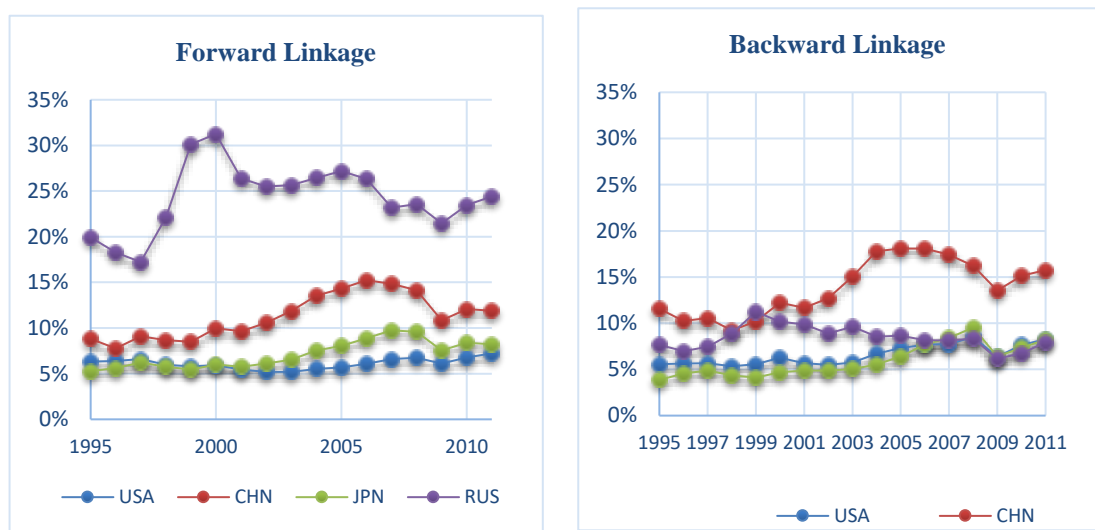 Forward Linkage
35%
30%
25%
20%
15%
10%
5%
0%
1995 2000 2005 2010
USA CHN JPN RUS
Backward Linkage
35%
30%
25%
20%
15%
10%
5%
0%
1995 1997 1999 2001 2003 2005 2007 2009 2011
USA CHN